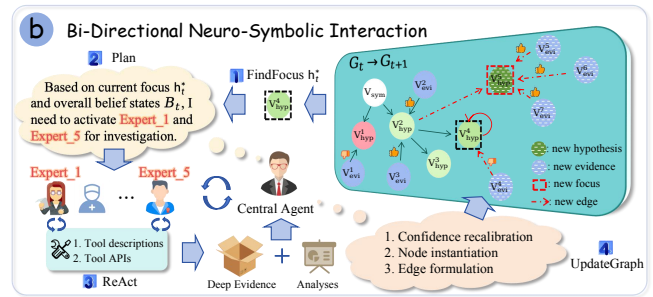 b Bi-Directional Neuro-Symbolic Interaction
2 Plan
Based on current focus h*t
and overall belief states Bt, I
need to activate Expert_1 and
Expert_5 for investigation.
1 FindFocus h*t
V4hyp
Expert_1 Expert_5
...
1. Tool descriptions
2. Tool APIs
3 ReAct
Central Agent
Deep Evidence
+
Analyses
Gt → Gt+1
Vsym
V2evi
V5evi
V5hyp
V6evi
V7evi
V1hyp
V2hyp
V4hyp
V3hyp
V1evi
V3evi
V4evi
: new hypothesis
: new evidence
: new focus
: new edge
1. Confidence recalibration
2. Node instantiation
3. Edge formulation
4
UpdateGraph